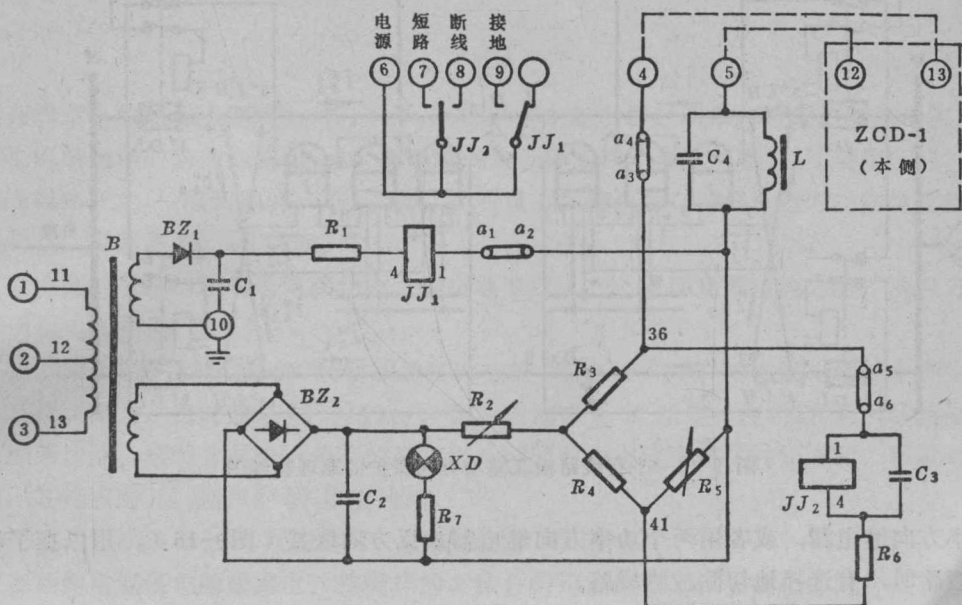 电源 短路 断线 接地
6 7 8 9 4 5 12 13
JJ₂ JJ₁ a₄ a₃ C₄ L ZCD-1
(本侧)
B BZ₁ R₁ a₁ a₂
1 11 C₁ 4 1
JJ₁
10
2 12 36
3 13 BZ₂ R₂ R₃ a₅
a₆
XD R₄ R₅ 1 C₃
C₂ R₇ JJ₂ 4
41 R₆